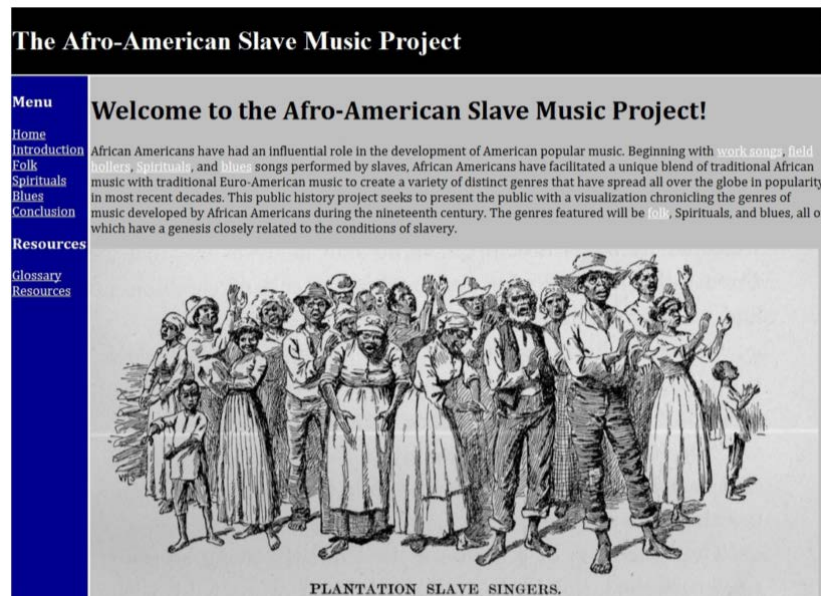 The Afro-American Slave Music Project
Menu
Home
Introduction
Folk
Spirituals
Blues
Conclusion
Resources
Glossary
Resources
Welcome to the Afro-American Slave Music Project!
African Americans have had an influential role in the development of American popular music. Beginning with work songs, field
hollers, Spirituals, and blues songs performed by slaves, African Americans have facilitated a unique blend of traditional African
music with traditional Euro-American music to create a variety of distinct genres that have spread all over the globe in popularity
in most recent decades. This public history project seeks to present the public with a visualization chronicling the genres of
music developed by African Americans during the nineteenth century. The genres featured will be folk, Spirituals, and blues, all o
which have a genesis closely related to the conditions of slavery.
PLANTATION SLAVE SINGERS.